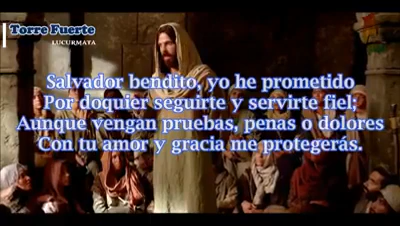 Torre Fuerte
LUCURMATA
Salvador bendito, yo he prometido
Por doquier seguirte y servirte fiel;
Aunque vengan pruebas, penas o dolores
Con tu amor y gracia me protegerás.